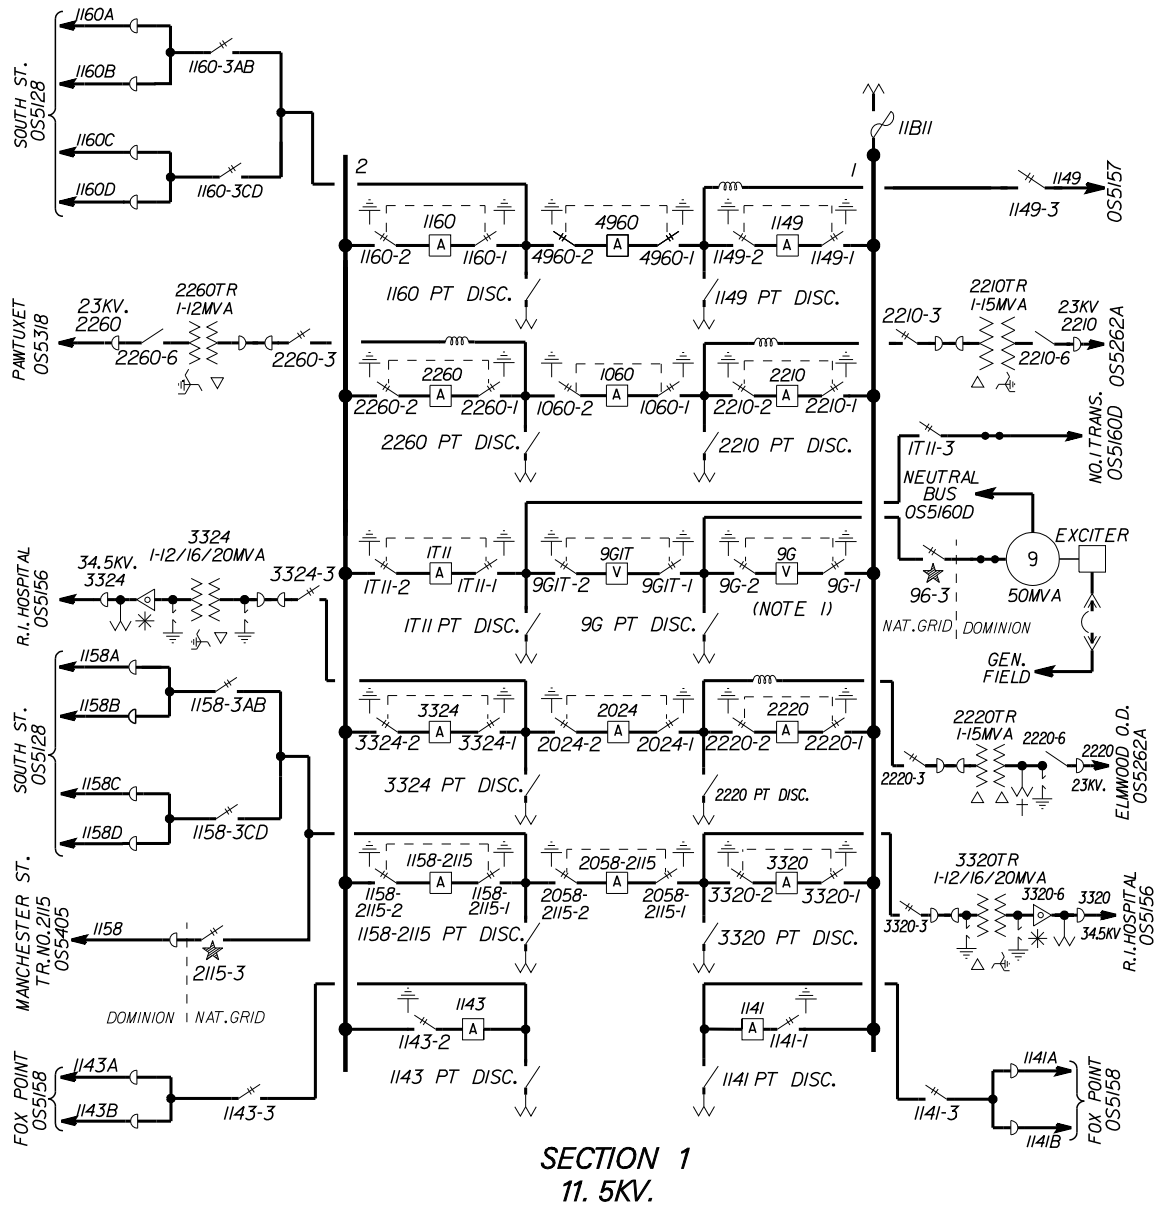 1160A
1160B
1160C
1160D
SOUTH ST.
OS5128
1160-3AB
1160-3CD
2
1
11B11
1149
1149-3
OS5157
1160
4960
1149
A
A
A
1160-2
1160-1
4960-2
4960-1
1149-2
1149-1
1160 PT DISC.
1149 PT DISC.
PAWTUXET
OS5318
23KV.
2260
2260-6
2260TR
1-12MVA
2260-3
2210-3
2210TR
1-15MVA
23KV
2210
2210-6
OS5262A
2260
1060
2210
A
A
A
2260-2
2260-1
1060-2
1060-1
2210-2
2210-1
2260 PT DISC.
2210 PT DISC.
1T11-3
NO.1 TRANS.
OS5160D
NEUTRAL
BUS
OS5160D
9
EXCITER
50MVA
96-3
NAT.GRID
DOMINION
GEN.
FIELD
1T11
9G1T
9G
A
V
V
1T11-2
1T11-1
9G1T-2
9G1T-1
9G-2
9G-1
(NOTE 1)
1T11 PT DISC.
9G PT DISC.
R.I.HOSPITAL
OS5156
34.5KV.
3324
3324
1-12/16/20MVA
3324-3
1158A
1158B
1158C
1158D
SOUTH ST.
OS5128
1158-3AB
1158-3CD
3324
2024
2220
A
A
A
3324-2
3324-1
2024-2
2024-1
2220-2
2220-1
3324 PT DISC.
2220 PT DISC.
2220TR
1-15MVA
2220-6
2220-3
2220
23KV.
ELMWOOD O.D.
OS5262A
1158-2115
2058-2115
3320
A
A
A
1158-
2115-2
1158-
2115-1
2058-
2115-2
2058-
2115-1
3320-2
3320-1
1158-2115 PT DISC.
3320 PT DISC.
3320TR
1-12/16/20MVA
3320-6
3320
3320-3
34.5KV
R.I.HOSPITAL
OS5156
MANCHESTER ST.
TR.NO.2115
OS5405
1158
2115-3
DOMINION
NAT.GRID
1143
1141
A
A
1143-2
1141-1
1143 PT DISC.
1141 PT DISC.
FOX POINT
OS5158
1143A
1143B
1143-3
1141-3
1141A
1141B
FOX POINT
OS5158
SECTION 1
11. 5KV.